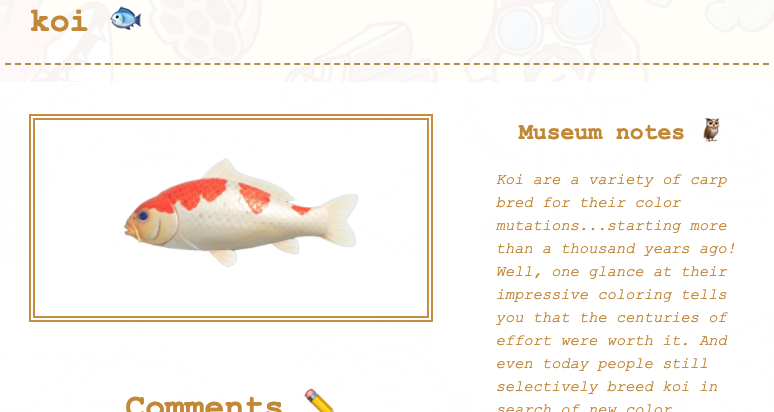 koi 🐟
Museum notes 🦉
Koi are a variety of carp
bred for their color
mutations...starting more
than a thousand years ago!
Well, one glance at their
impressive coloring tells
you that the centuries of
effort were worth it. And
even today people still
selectively breed koi in
search of new color
Comments ✏️